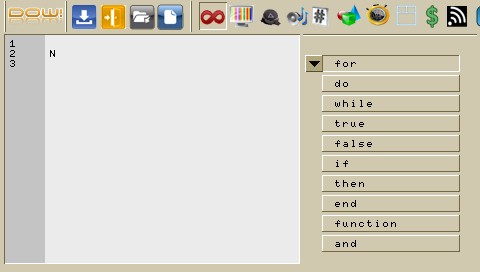 DOW!
#
$
1
2 N
3
for
do
while
true
false
if
then
end
function
and